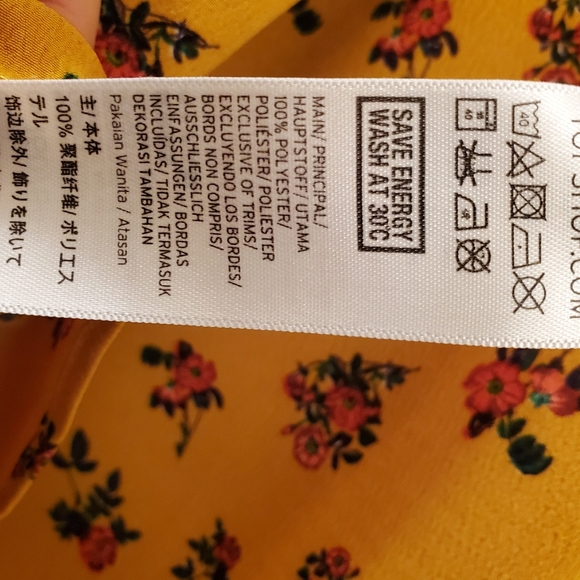 TOPSHOP.COM
40
40
SAVE ENERGY
WASH AT 30°C
MAIN/ PRINCIPAL/
HAUPTSTOFF/ UTAMA
100% POLYESTER/
POLIÉSTER/ POLIESTER
EXCLUSIVE OF TRIMS/
EXCLUYENDO LOS BORDES/
BORDS NON COMPRIS/
AUSSCHLIESSLICH
EINFASSUNGEN/ BORDAS
INCLUÍDAS/ TIDAK TERMASUK
DEKORASI TAMBAHAN
Pakaian Wanita / Atasan
主/ 本体
100% 聚酯纤维/ ポリエス
テル
饰边除外/ 飾りを除いて